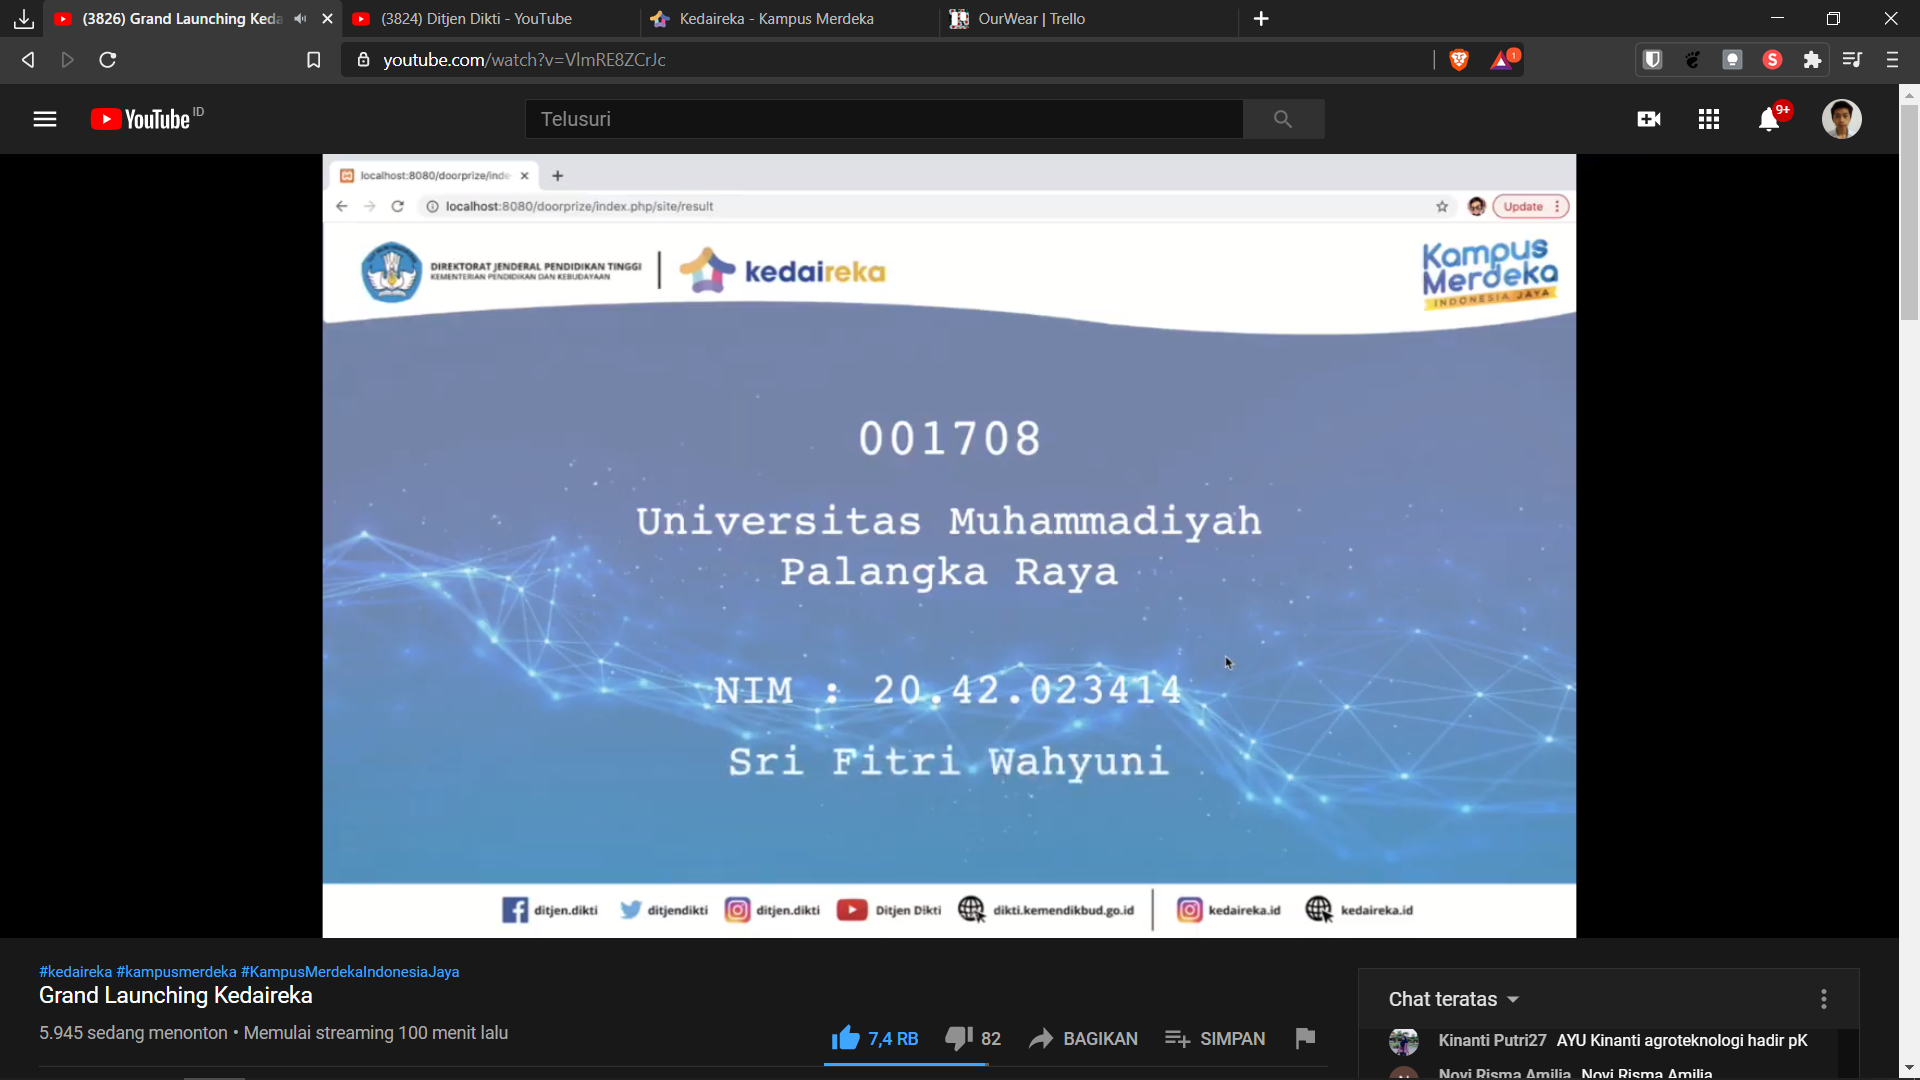 (3826) Grand Launching Keda
(3824) Ditjen Dikti - YouTube
Kedaireka - Kampus Merdeka
OurWear | Trello
youtube.com/watch?v=VlmRE8ZCrJc
1
S
YouTube ID
Telusuri
9+
localhost:8080/doorprize/inde
localhost:8080/doorprize/index.php/site/result
Update
DIREKTORAT JENDERAL PENDIDIKAN TINGGI
KEMENTERIAN PENDIDIKAN DAN KEBUDAYAAN
kedaireka
Kampus
Merdeka
INDONESIA JAYA
001708
Universitas Muhammadiyah
Palangka Raya
NIM : 20.42.023414
Sri Fitri Wahyuni
ditjen.dikti
ditjendikti
ditjen.dikti
Ditjen Dikti
dikti.kemendikbud.go.id
kedaireka.id
kedaireka.id
#kedaireka #kampusmerdeka #KampusMerdekaIndonesiaJaya
Grand Launching Kedaireka
5.945 sedang menonton • Memulai streaming 100 menit lalu
7,4 RB
82
BAGIKAN
SIMPAN
Chat teratas
Kinanti Putri27 AYU Kinanti agroteknologi hadir pK
Novi Risma Amilia Novi Risma Amilia